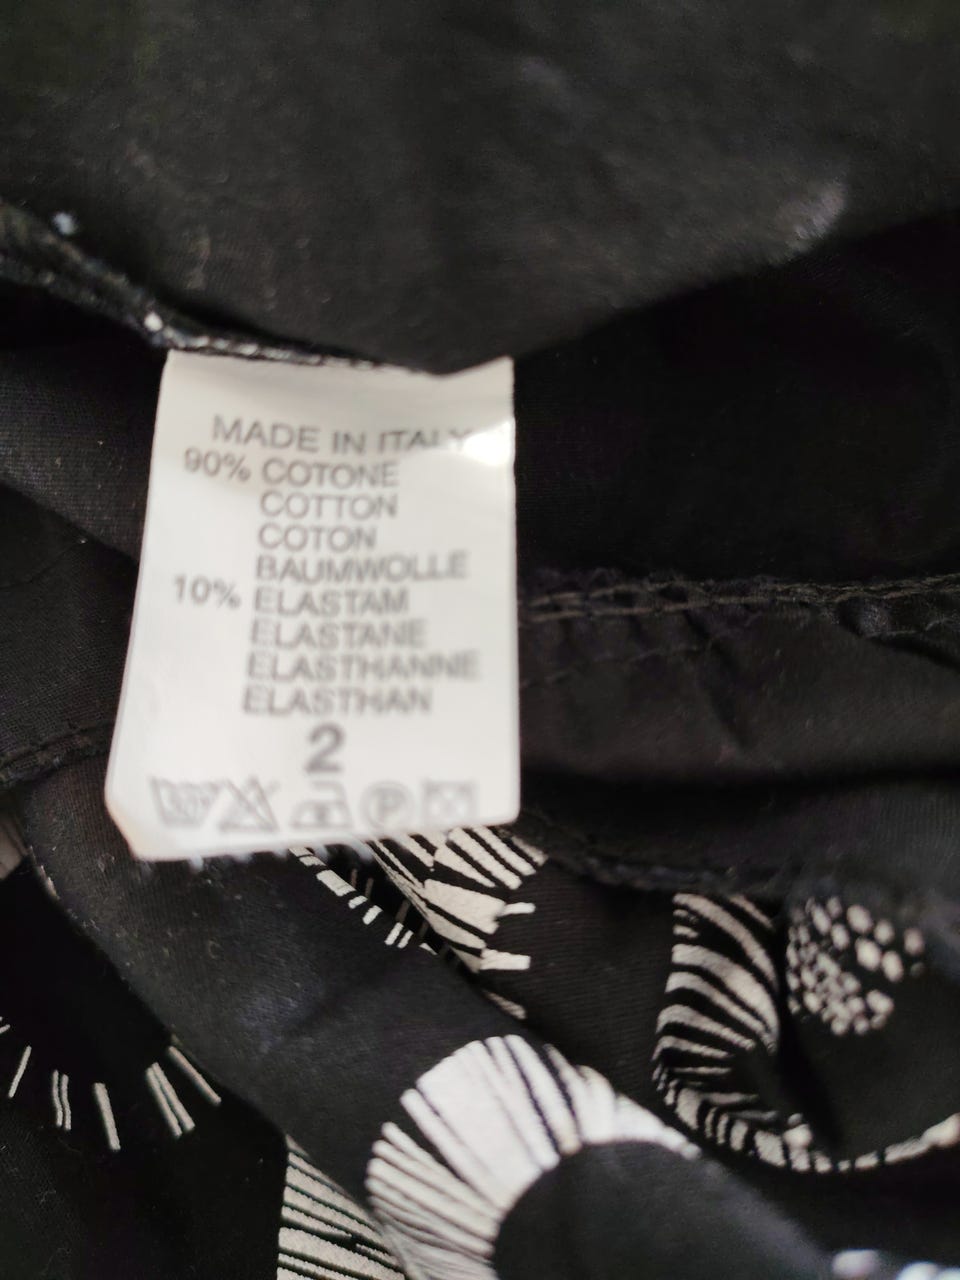 MADE IN ITALY
90% COTONE
COTTON
COTON
BAUMWOLLE
10% ELASTAM
ELASTANE
ELASTHANNE
ELASTHAN
2
P